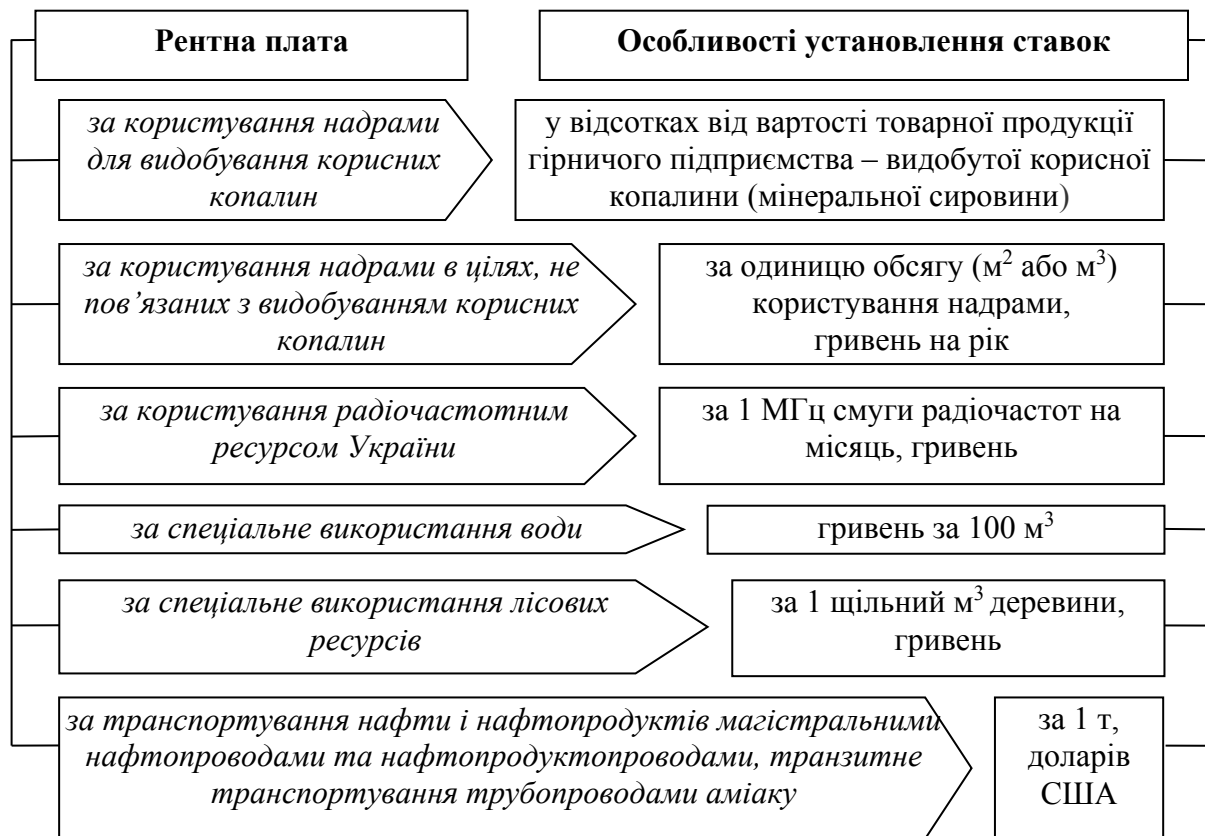 Рентна плата
Особливості установлення ставок
за користування надрами
для видобування корисних
копалин
у відсотках від вартості товарної продукції
гірничого підприємства – видобутої корисної
копалини (мінеральної сировини)
за користування надрами в цілях, не
пов’язаних з видобуванням корисних
копалин
за одиницю обсягу (м² або м³)
користування надрами,
гривень на рік
за користування радіочастотним
ресурсом України
за 1 МГц смуги радіочастот на
місяць, гривень
за спеціальне використання води
гривень за 100 м³
за спеціальне використання лісових
ресурсів
за 1 щільний м³ деревини,
гривень
за транспортування нафти і нафтопродуктів магістральними
нафтопроводами та нафтопродуктопроводами, транзитне
транспортування трубопроводами аміаку
за 1 т,
доларів
США